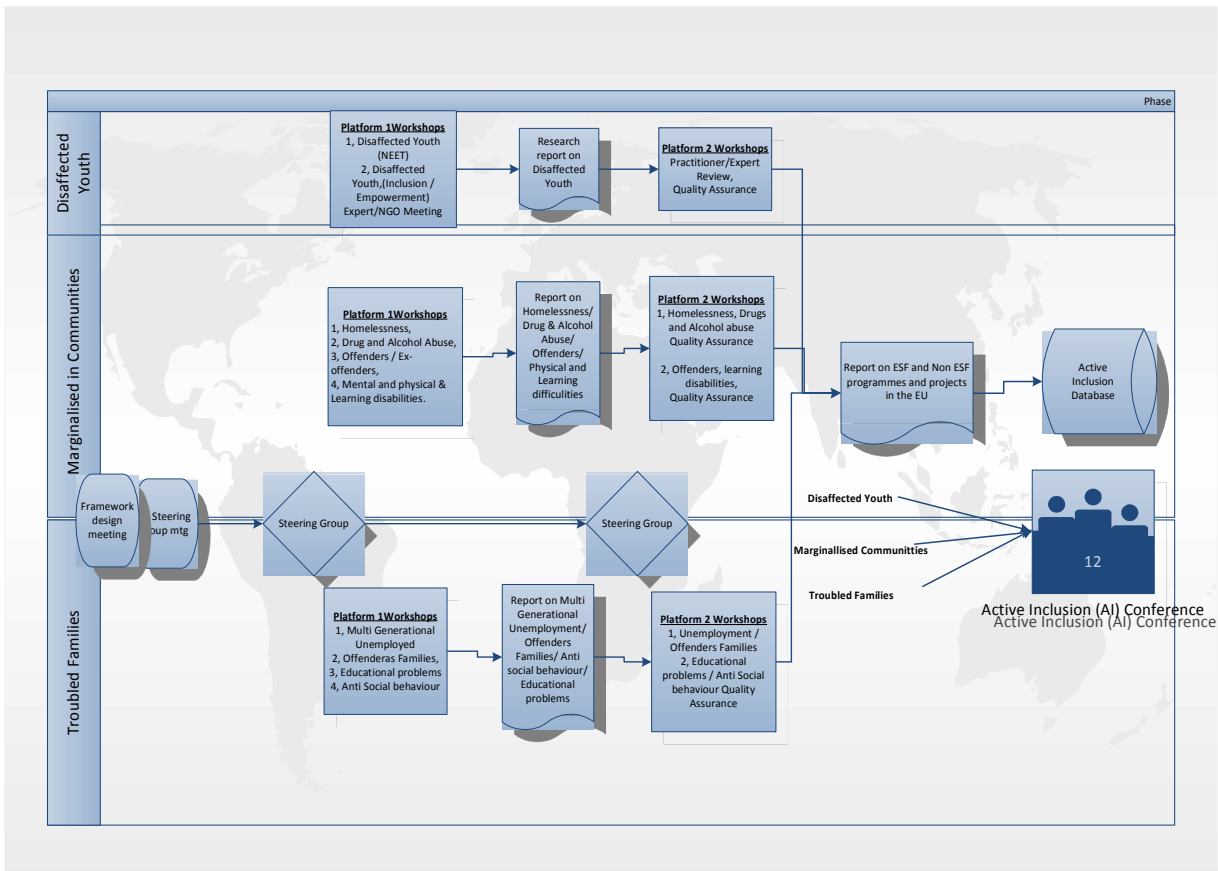 Phase
Disaffected
Youth
Platform 1Workshops
1, Disaffected Youth
(NEET)
2, Disaffected
Youth,(Inclusion /
Empowerment)
Expert/NGO Meeting
Research
report on
Disaffected
Youth
Platform 2 Workshops
Practitioner/Expert
Review,
Quality Assurance
Marginalised in Communities
Platform 1Workshops
1, Homelessness,
2, Drug and Alcohol Abuse,
3, Offenders / Ex-
offenders,
4, Mental and physical &
Learning disabilities.
Report on
Homelessness/
Drug & Alcohol
Abuse/
Offenders/
Physical and
Learning
difficulties
Platform 2 Workshops
1, Homelessness, Drugs
and Alcohol abuse
Quality Assurance
2, Offenders, learning
disabilities,
Quality Assurance
Report on ESF and Non ESF
programmes and projects
in the EU
Active
Inclusion
Database
Framework
design
meeting
Steering
oup mtg
Steering Group
Steering Group
Disaffected Youth
Marginallised Communitties
Troubled Families
12
Active Inclusion (AI) Conference
Active Inclusion (AI) Conference
Troubled Families
Platform 1Workshops
1, Multi Generational
Unemployed
2, Offenderas Families,
3, Educational problems
4, Anti Social behaviour
Report on Multi
Generational
Unemployment/
Offenders
Families/ Anti
social behaviour/
Educational
problems
Platform 2 Workshops
1, Unemployment /
Offenders Families
2, Educational
problems / Anti Social
behaviour Quality
Assurance